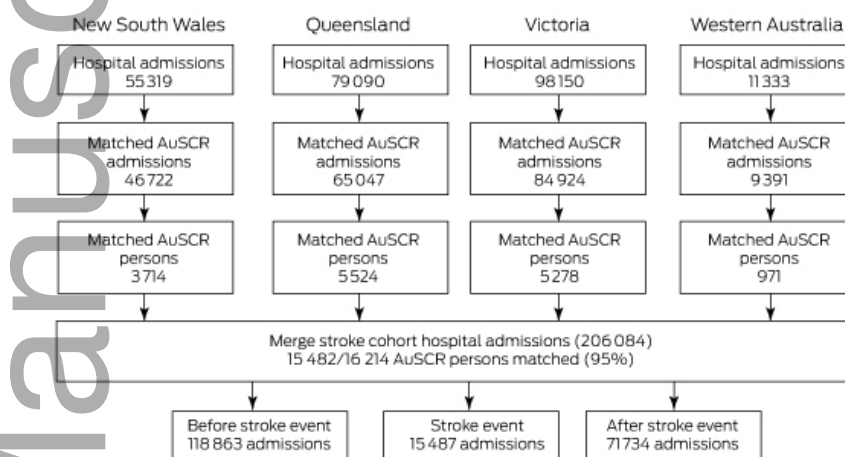 New South Wales
Hospital admissions
55 319
Matched AuSCR
admissions
46 722
Matched AuSCR
persons
3 714
Queensland
Hospital admissions
79 090
Matched AuSCR
admissions
65 047
Matched AuSCR
persons
5 524
Victoria
Hospital admissions
98 150
Matched AuSCR
admissions
84 924
Matched AuSCR
persons
5 278
Western Australia
Hospital admissions
11 333
Matched AuSCR
admissions
9 391
Matched AuSCR
persons
971
Merge stroke cohort hospital admissions (206 084)
15 482/16 214 AuSCR persons matched (95%)
Before stroke event
118 863 admissions
Stroke event
15 487 admissions
After stroke event
71 734 admissions
Manus